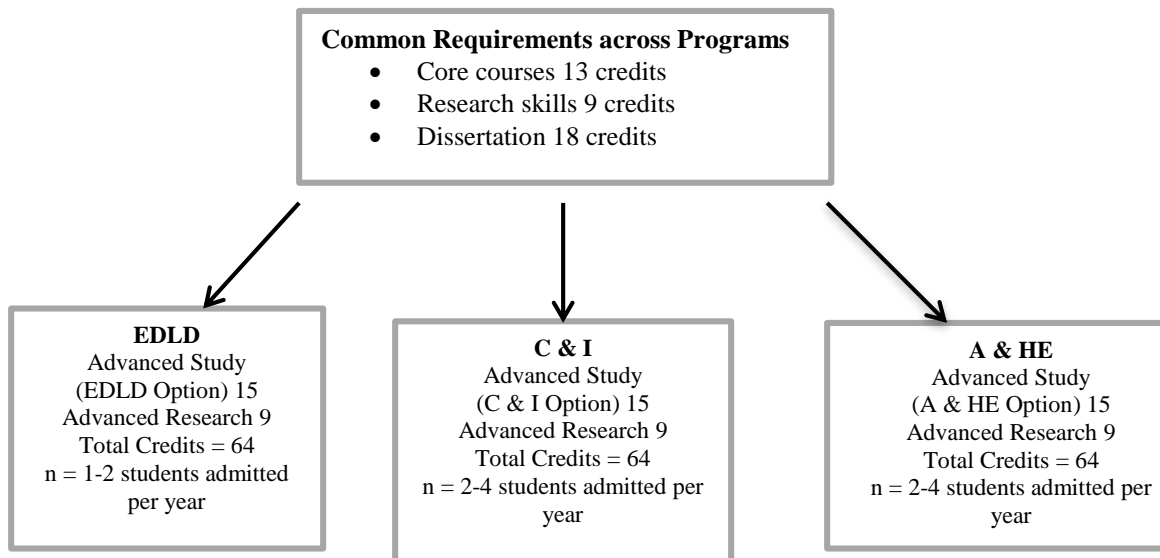 Common Requirements across Programs
• Core courses 13 credits
• Research skills 9 credits
• Dissertation 18 credits
EDLD
Advanced Study
(EDLD Option) 15
Advanced Research 9
Total Credits = 64
n = 1-2 students admitted
per year
C & I
Advanced Study
(C & I Option) 15
Advanced Research 9
Total Credits = 64
n = 2-4 students admitted per
year
A & HE
Advanced Study
(A & HE Option) 15
Advanced Research 9
Total Credits = 64
n = 2-4 students admitted per
year